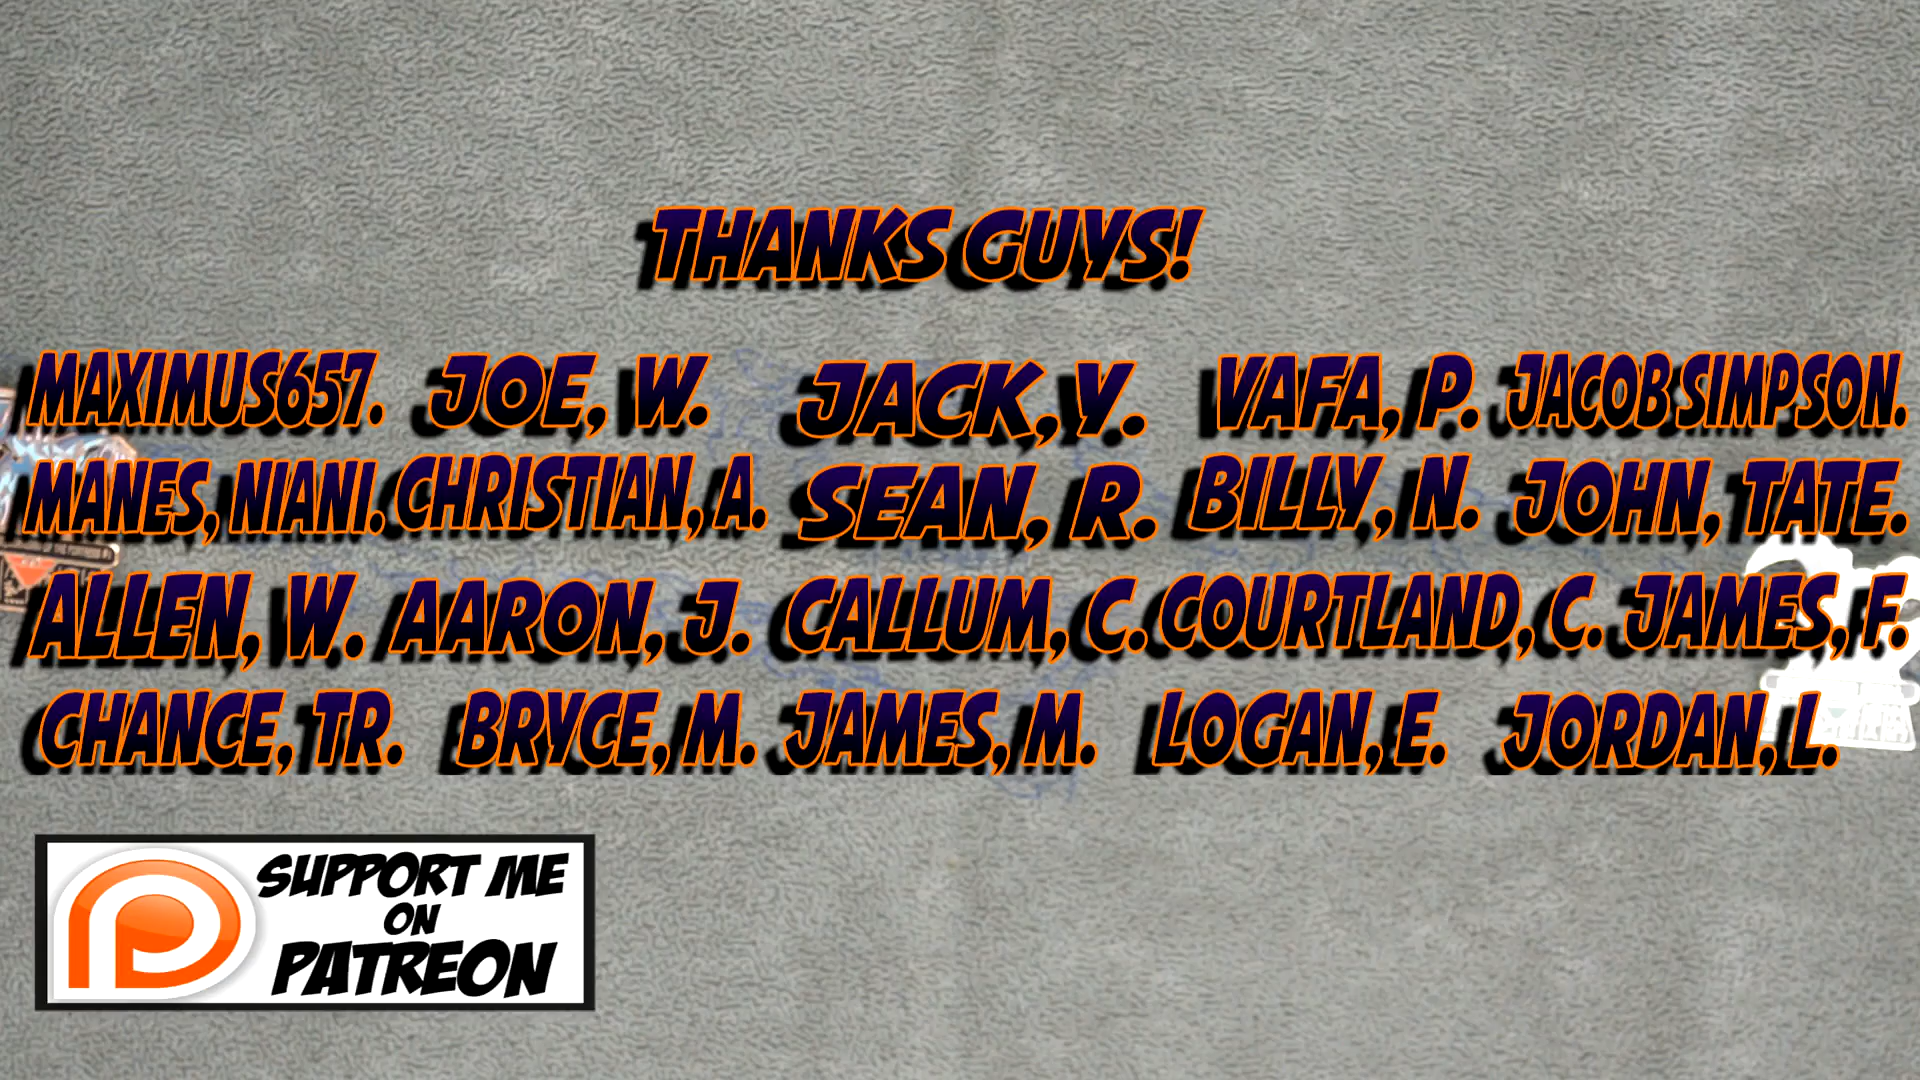 THANKS GUYS!
MAXIMUS657. JOE, W. JACK, Y. VAFA, P. JACOB SIMPSON.
MANES, NIANI. CHRISTIAN, A. SEAN, R. BILLY, N. JOHN, TATE.
ALLEN, W. AARON, J. CALLUM, C. COURTLAND, C. JAMES, F.
CHANCE, TR. BRYCE, M. JAMES, M. LOGAN, E. JORDAN, L.
SUPPORT ME
ON
PATREON